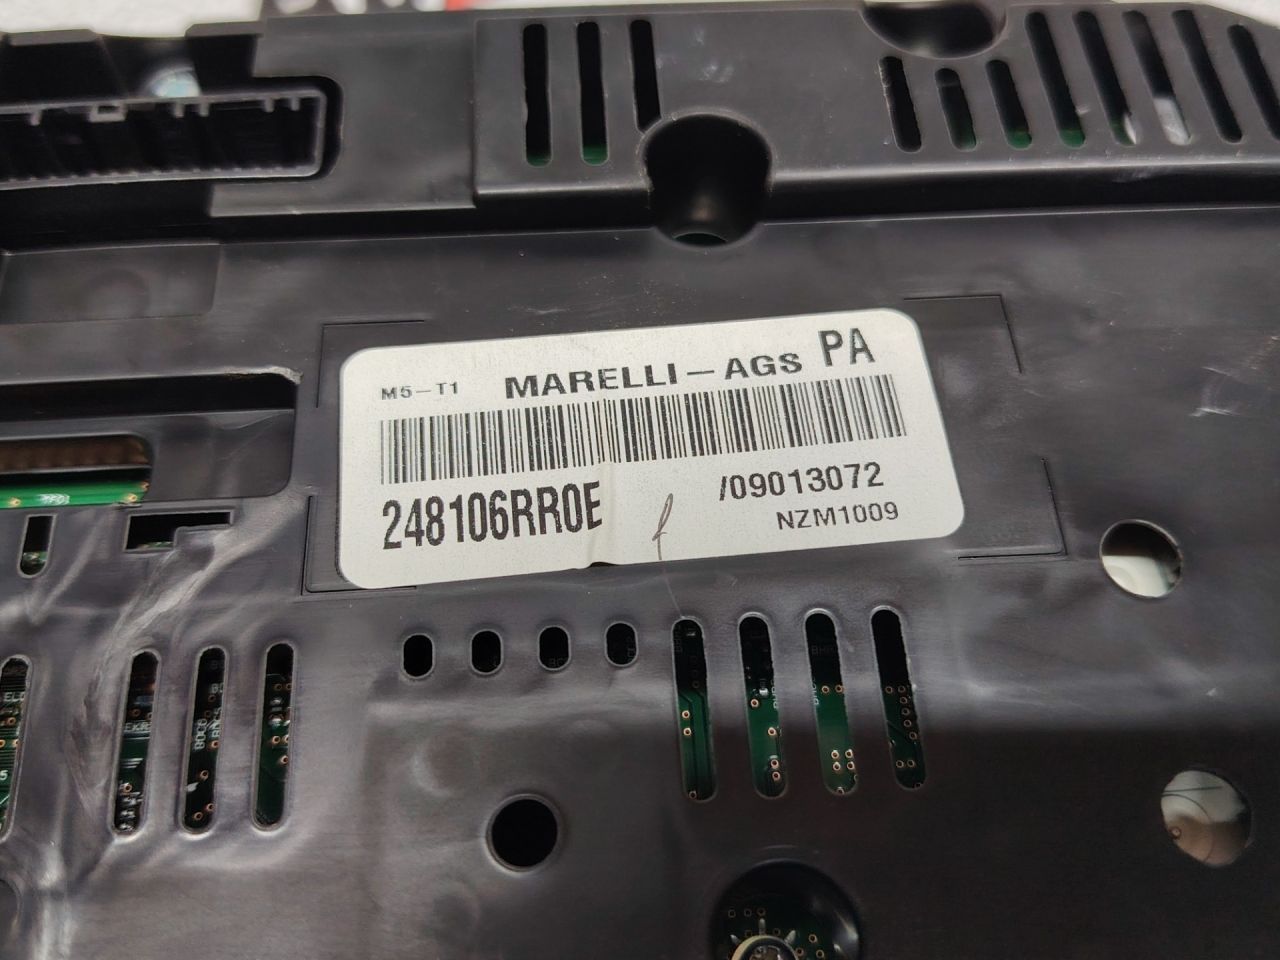 M5-T1 MARELLI-AGS PA
248106RR0E /09013072
NZM1009